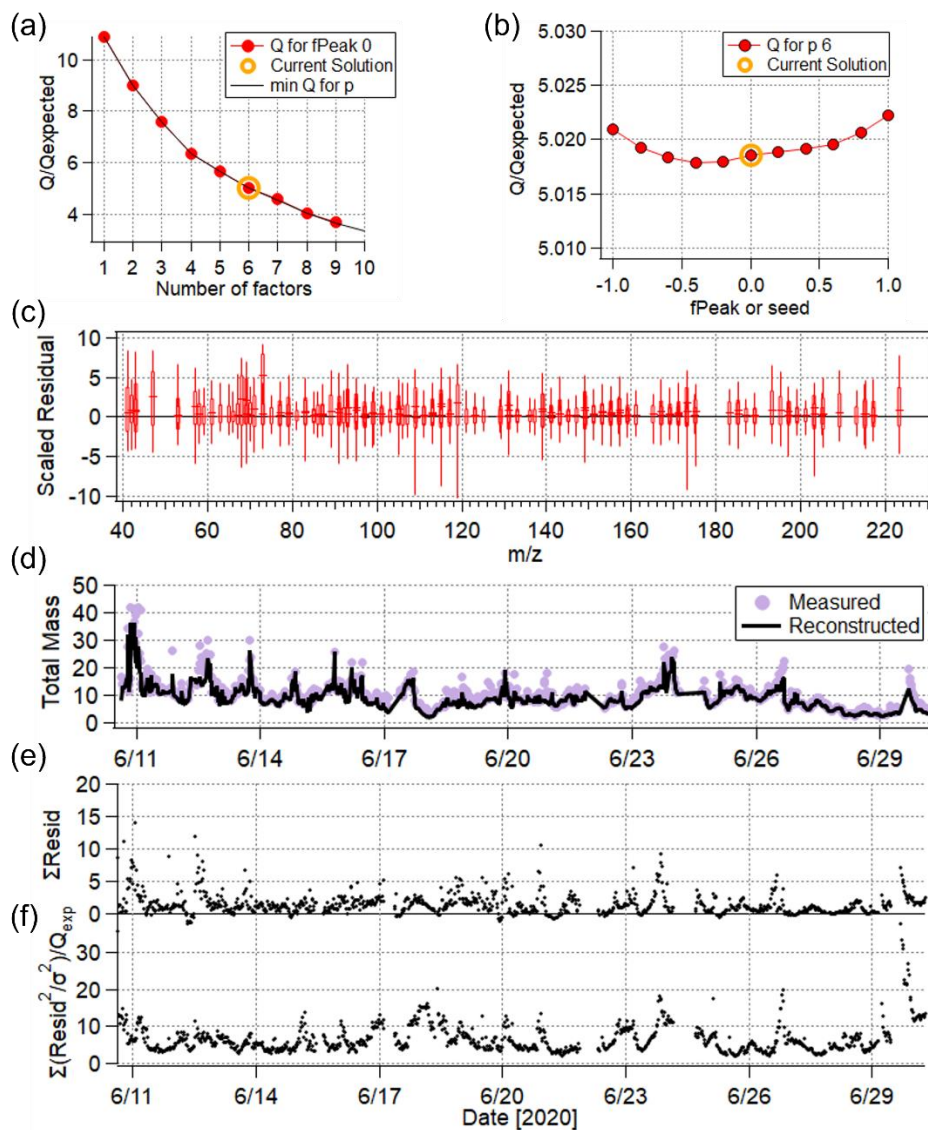 (a)
Q/Qexpected
10
8
6
4
Q for fPeak 0
Current Solution
min Q for p
1 2 3 4 5 6 7 8 9 10
Number of factors
(b)
Q/Qexpected
5.030
5.025
5.020
5.015
5.010
Q for p 6
Current Solution
-1.0 -0.5 0.0 0.5 1.0
fPeak or seed
(c)
Scaled Residual
10
5
0
-5
-10
40 60 80 100 120 140 160 180 200 220
m/z
(d)
Total Mass
50
40
30
20
10
0
Measured
Reconstructed
6/11 6/14 6/17 6/20 6/23 6/26 6/29
(e)
ΣResid
20
15
10
5
0
(f)
Σ(Resid²/σ²)/Qexp
30
20
10
0
6/11 6/14 6/17 6/20 6/23 6/26 6/29
Date [2020]